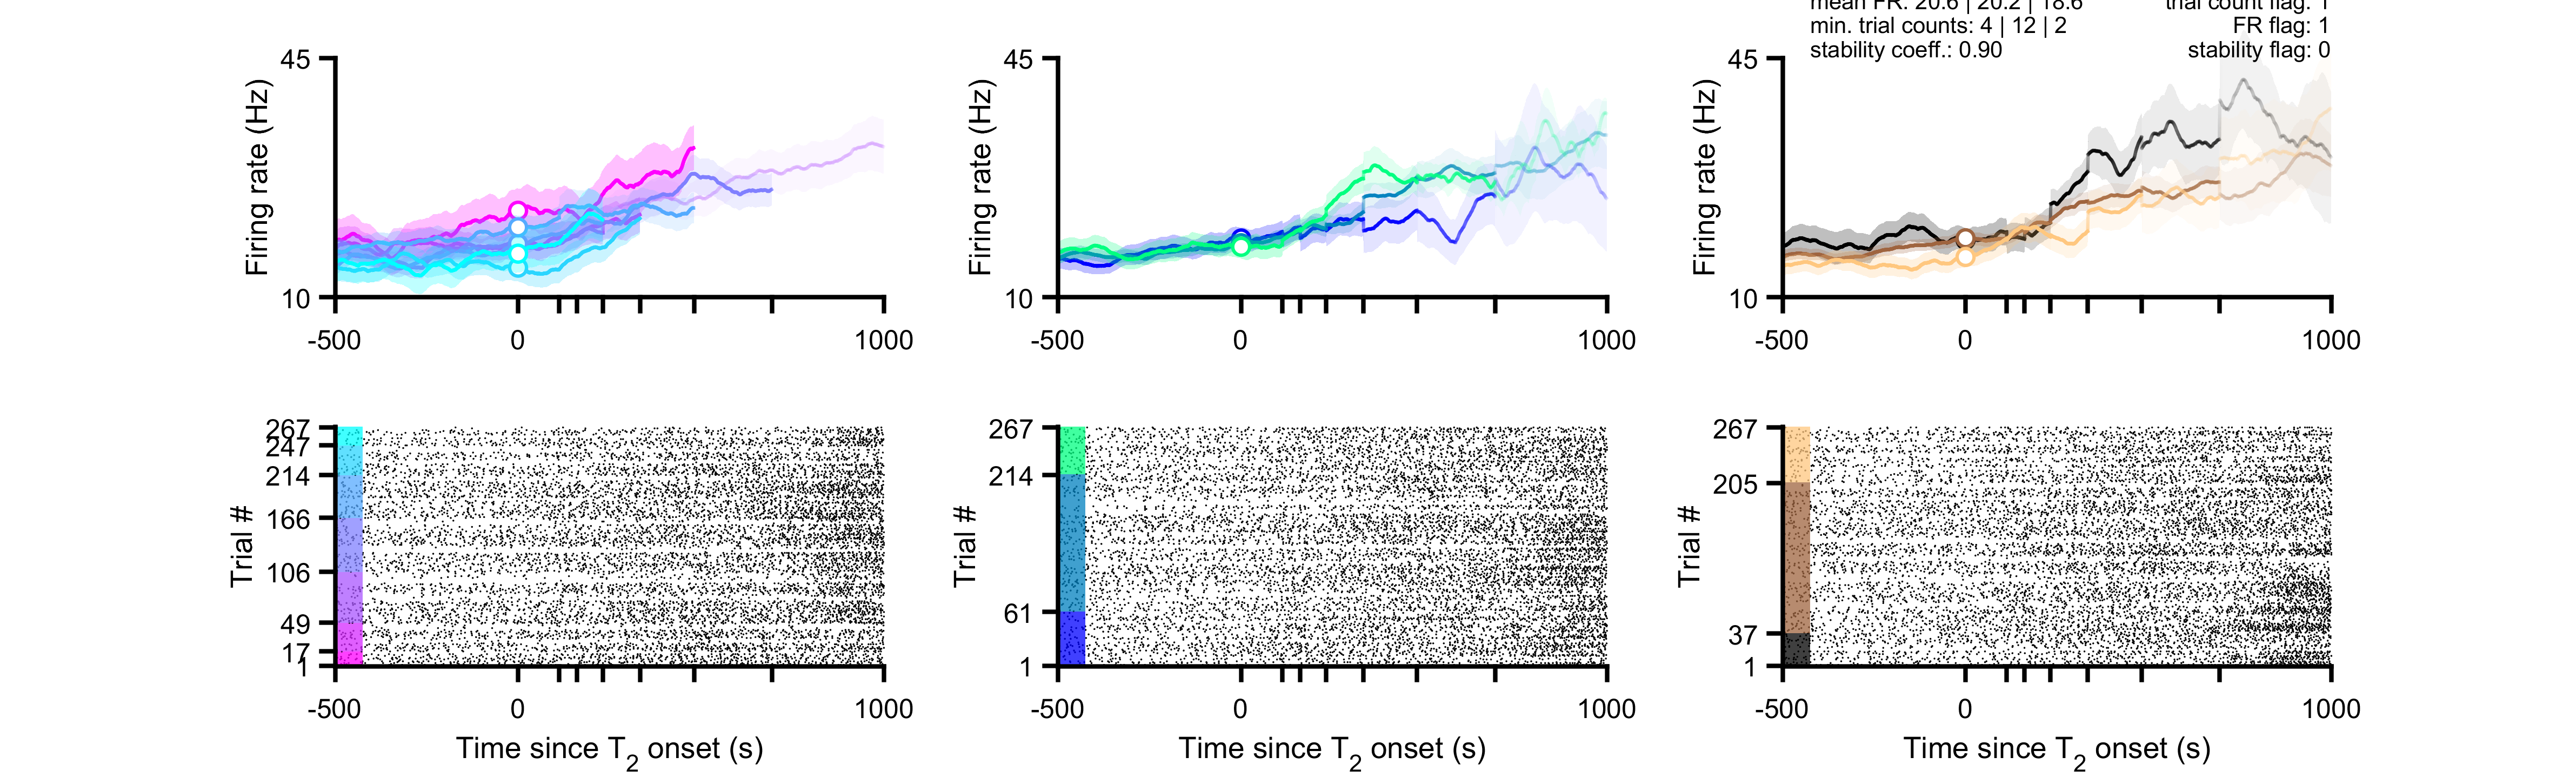 mean FR: 20.6 | 20.2 | 18.6
trial count flag: 1
min. trial counts: 4 | 12 | 2
FR flag: 1
stability coeff.: 0.90
stability flag: 0
45
Firing rate (Hz)
10
-500
0
1000
45
Firing rate (Hz)
10
-500
0
1000
45
Firing rate (Hz)
10
-500
0
1000
267
247
214
166
106
49
17
1
Trial #
-500
0
1000
Time since T2 onset (s)
267
214
61
1
Trial #
-500
0
1000
Time since T2 onset (s)
267
205
37
1
Trial #
-500
0
1000
Time since T2 onset (s)